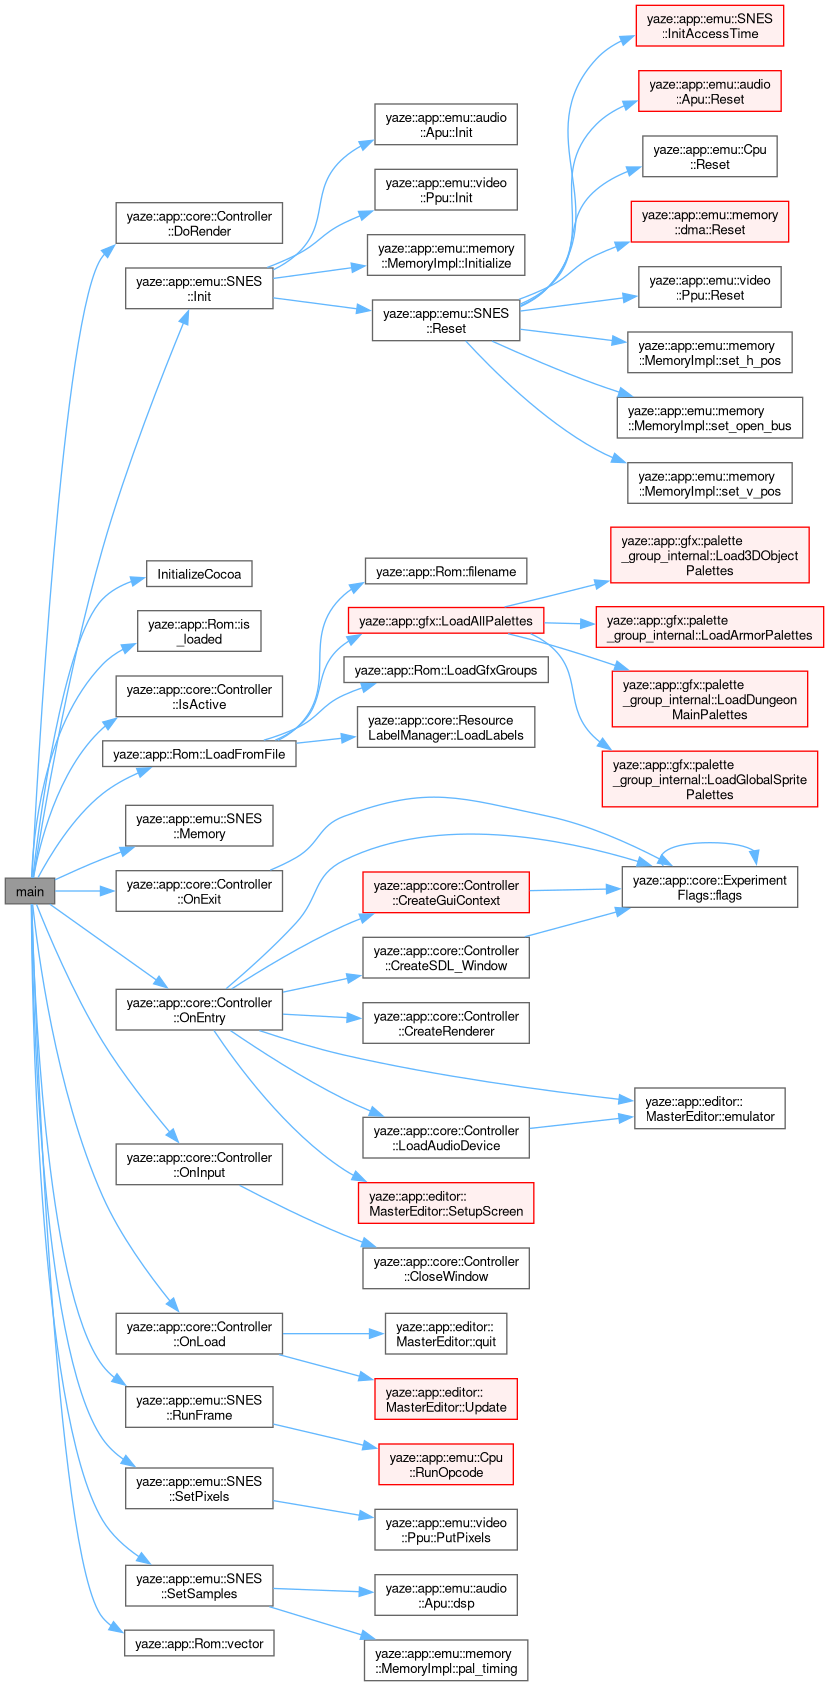 main
yaze::app::core::Controller
::DoRender
yaze::app::emu::SNES
::Init
InitializeCocoa
yaze::app::Rom::is
_loaded
yaze::app::core::Controller
::IsActive
yaze::app::Rom::LoadFromFile
yaze::app::emu::SNES
::Memory
yaze::app::core::Controller
::OnExit
yaze::app::core::Controller
::OnEntry
yaze::app::core::Controller
::OnInput
yaze::app::core::Controller
::OnLoad
yaze::app::emu::SNES
::RunFrame
yaze::app::emu::SNES
::SetPixels
yaze::app::emu::SNES
::SetSamples
yaze::app::Rom::vector
yaze::app::emu::audio
::Apu::Init
yaze::app::emu::video
::Ppu::Init
yaze::app::emu::memory
::MemoryImpl::Initialize
yaze::app::emu::SNES
::Reset
yaze::app::Rom::filename
yaze::app::gfx::LoadAllPalettes
yaze::app::Rom::LoadGfxGroups
yaze::app::core::Resource
LabelManager::LoadLabels
yaze::app::core::Controller
::CreateGuiContext
yaze::app::core::Controller
::CreateSDL_Window
yaze::app::core::Controller
::CreateRenderer
yaze::app::core::Controller
::LoadAudioDevice
yaze::app::editor::
MasterEditor::SetupScreen
yaze::app::core::Controller
::CloseWindow
yaze::app::editor::
MasterEditor::quit
yaze::app::editor::
MasterEditor::Update
yaze::app::emu::Cpu
::RunOpcode
yaze::app::emu::video
::Ppu::PutPixels
yaze::app::emu::audio
::Apu::dsp
yaze::app::emu::memory
::MemoryImpl::pal_timing
yaze::app::emu::SNES
::InitAccessTime
yaze::app::emu::audio
::Apu::Reset
yaze::app::emu::Cpu
::Reset
yaze::app::emu::memory
::dma::Reset
yaze::app::emu::video
::Ppu::Reset
yaze::app::emu::memory
::MemoryImpl::set_h_pos
yaze::app::emu::memory
::MemoryImpl::set_open_bus
yaze::app::emu::memory
::MemoryImpl::set_v_pos
yaze::app::gfx::palette
_group_internal::Load3DObject
Palettes
yaze::app::gfx::palette
_group_internal::LoadArmorPalettes
yaze::app::gfx::palette
_group_internal::LoadDungeon
MainPalettes
yaze::app::gfx::palette
_group_internal::LoadGlobalSprite
Palettes
yaze::app::core::Experiment
Flags::flags
yaze::app::editor::
MasterEditor::emulator